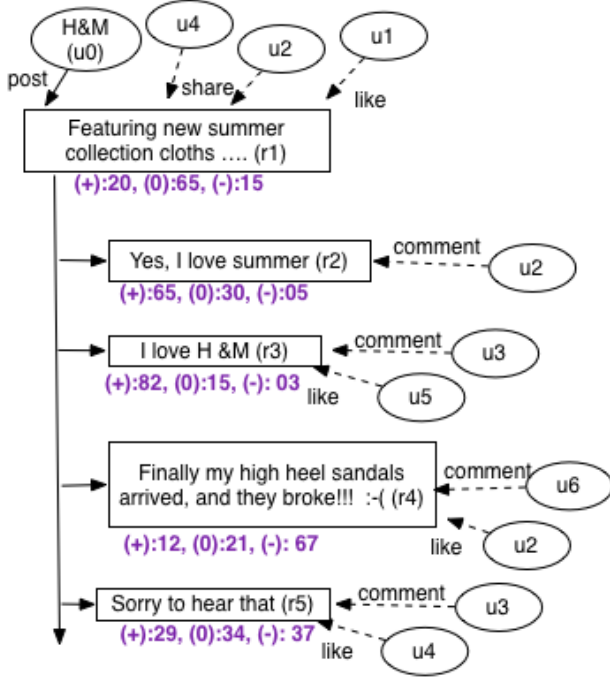 H&M
(u0)
u4
u2
u1
post
share
like
Featuring new summer
collection cloths .... (r1)
(+):20, (0):65, (-):15
Yes, I love summer (r2)
comment
u2
(+):65, (0):30, (-):05
I love H &M (r3)
comment
u3
(+):82, (0):15, (-): 03
like
u5
Finally my high heel sandals
arrived, and they broke!!!  :-( (r4)
comment
u6
(+):12, (0):21, (-): 67
like
u2
Sorry to hear that (r5)
comment
u3
(+):29, (0):34, (-): 37
like
u4